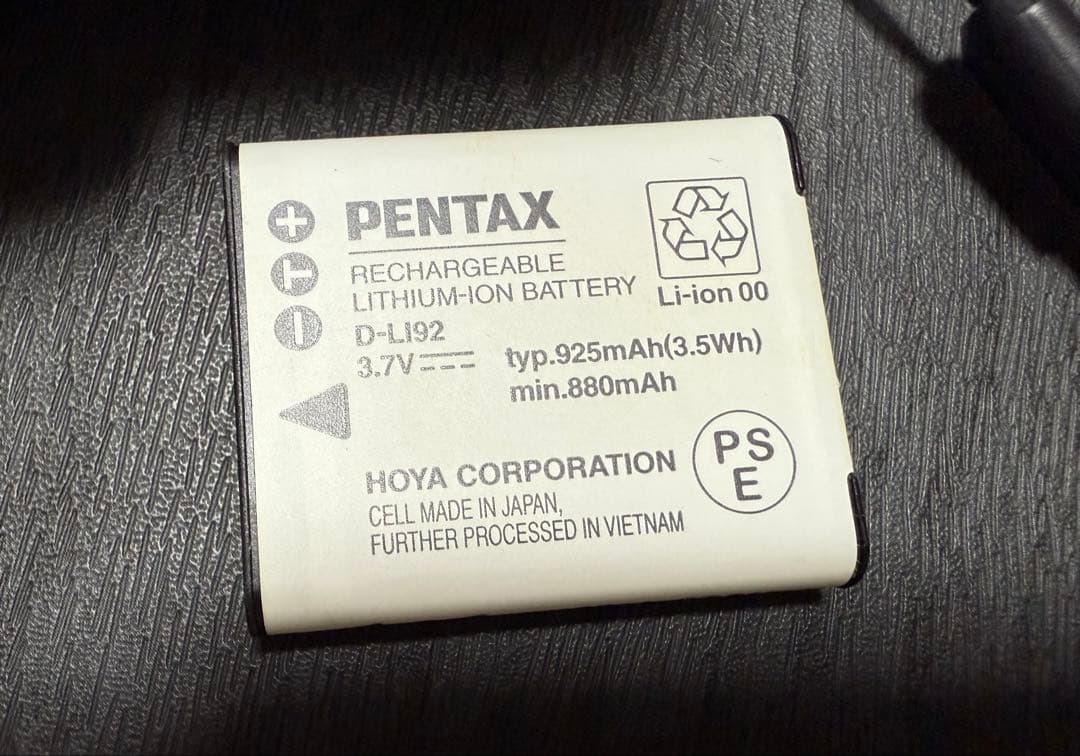 PENTAX
RECHARGEABLE
LITHIUM-ION BATTERY
Li-ion 00
D-LI92
3.7V
typ.925mAh(3.5Wh)
min.880mAh
HOYA CORPORATION
CELL MADE IN JAPAN,
FURTHER PROCESSED IN VIETNAM
PS
E
+
T
-